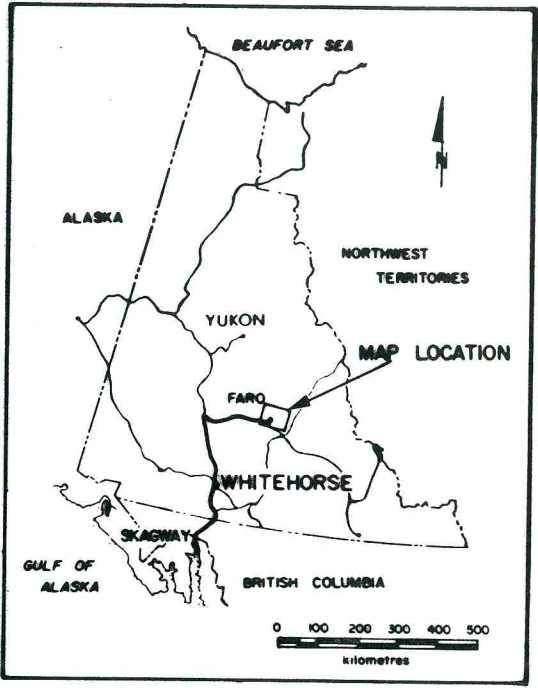 BEAUFORT SEA
N
ALASKA
NORTHWEST
TERRITORIES
YUKON
MAP LOCATION
FARO
WHITEHORSE
SKAGWAY
GULF OF
ALASKA
BRITISH COLUMBIA
0 100 200 300 400 500
kilometres